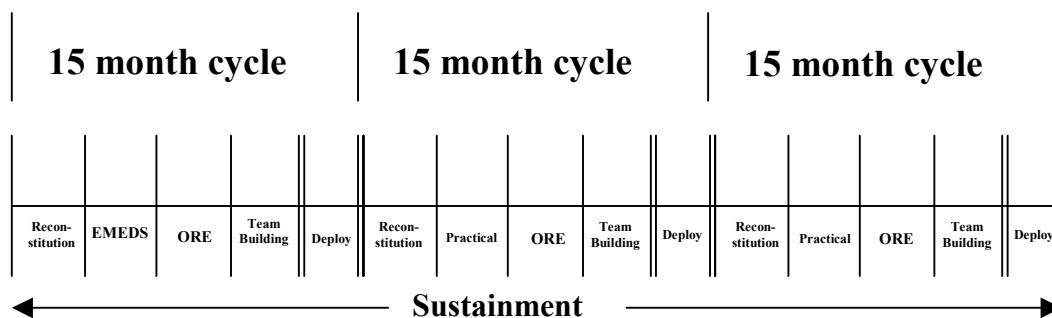 15 month cycle
15 month cycle
15 month cycle
Recon-
stitution
EMEDS
ORE
Team
Building
Deploy
Recon-
stitution
Practical
ORE
Team
Building
Deploy
Recon-
stitution
Practical
ORE
Team
Building
Deploy
Sustainment